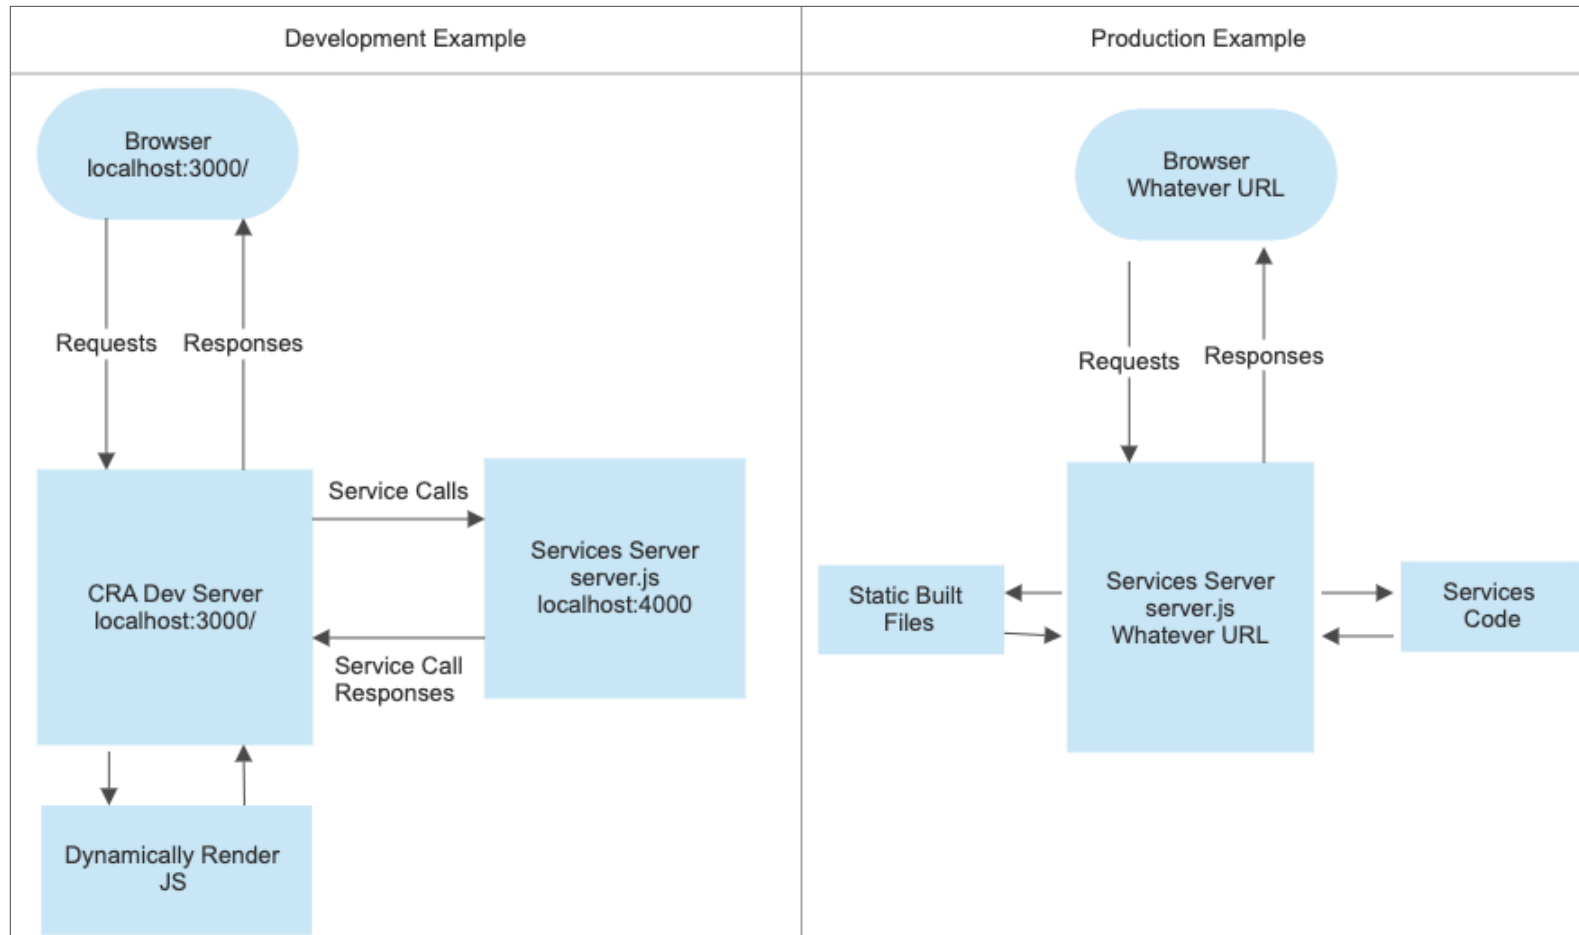 Development Example
Browser
localhost:3000/
Requests
Responses
CRA Dev Server
localhost:3000/
Service Calls
Services Server
server.js
localhost:4000
Service Call
Responses
Dynamically Render
JS
Production Example
Browser
Whatever URL
Requests
Responses
Static Built
Files
Services Server
server.js
Whatever URL
Services
Code